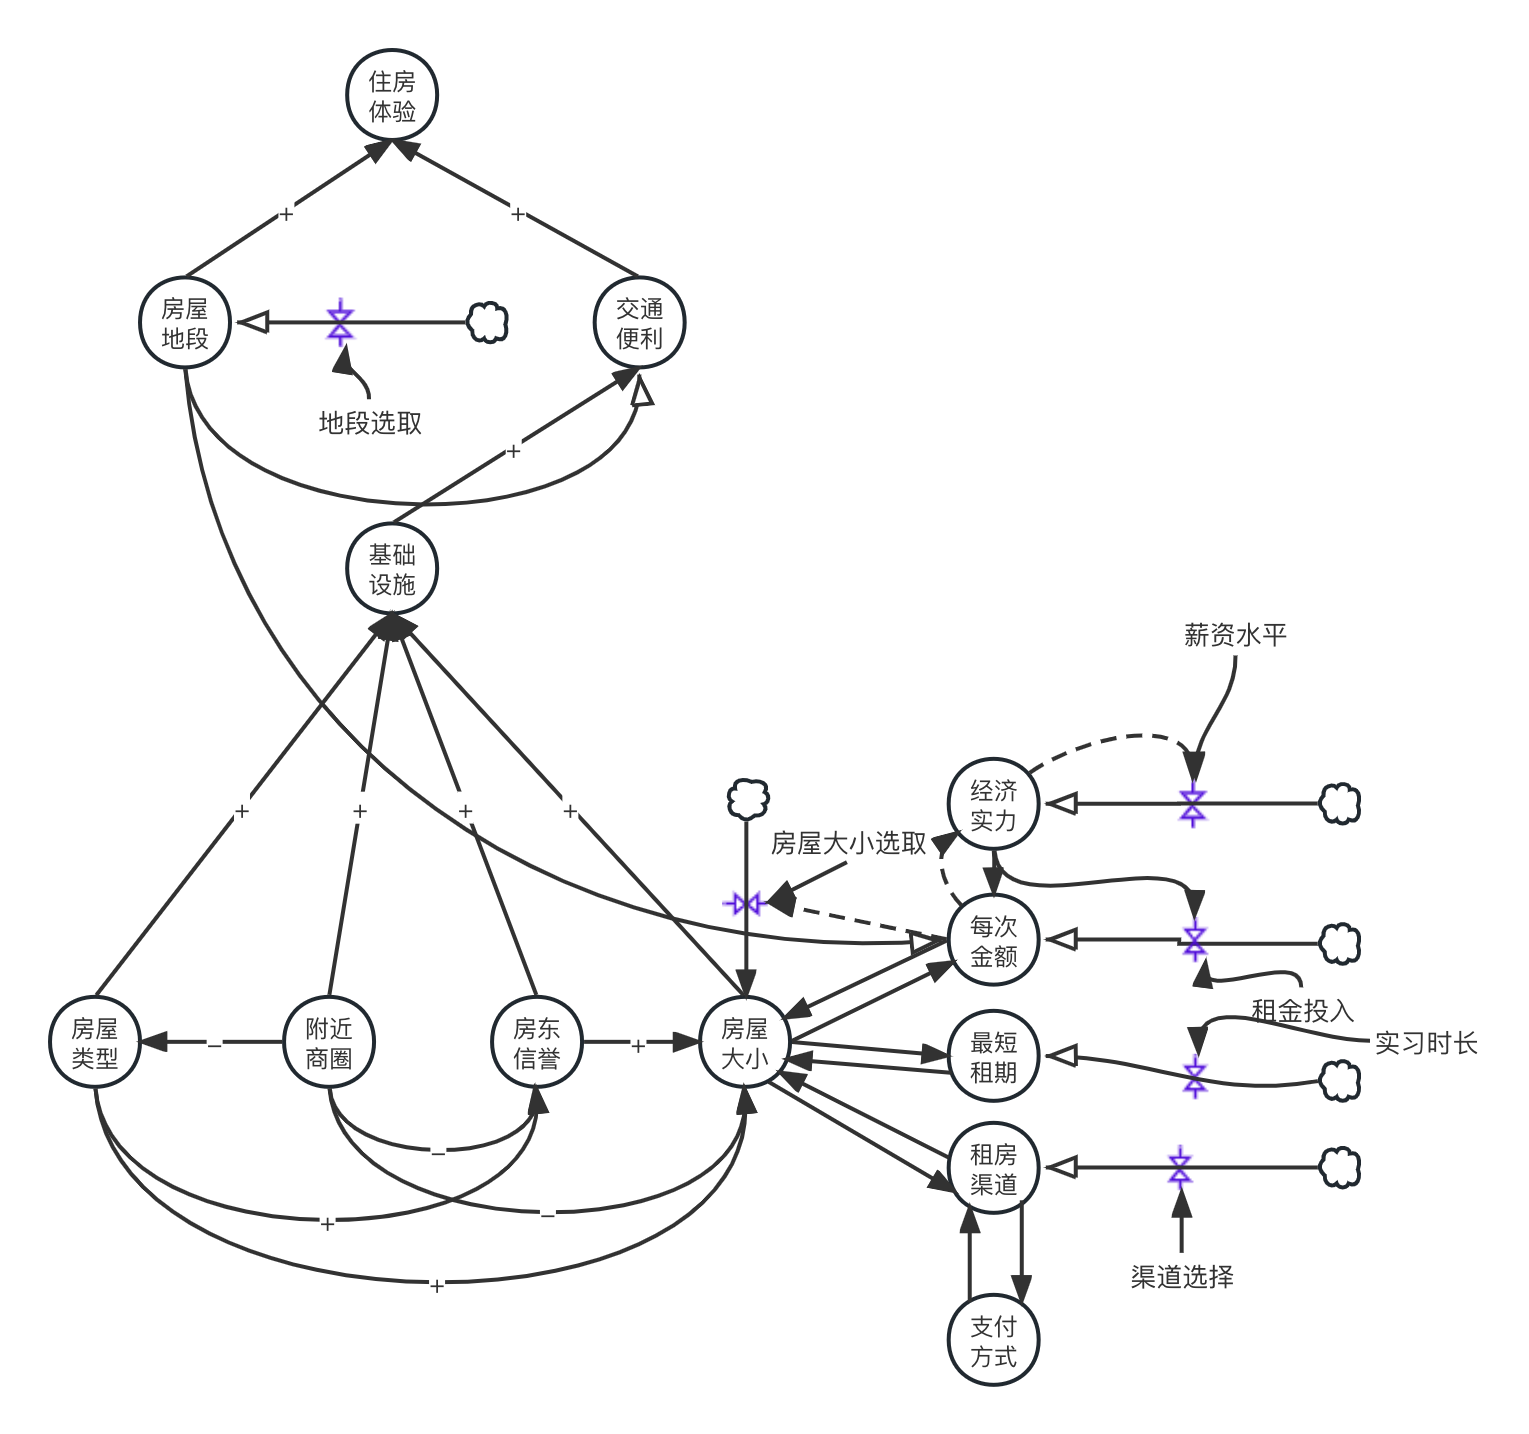 住房
体验
+
+
房屋
地段
交通
便利
地段选取
+
基础
设施
薪资水平
+
+
+
+
经济
实力
房屋大小选取
每次
金额
租金投入
房屋
类型
–
附近
商圈
房东
信誉
+
房屋
大小
最短
租期
实习时长
–
租房
渠道
–
+
+
渠道选择
支付
方式